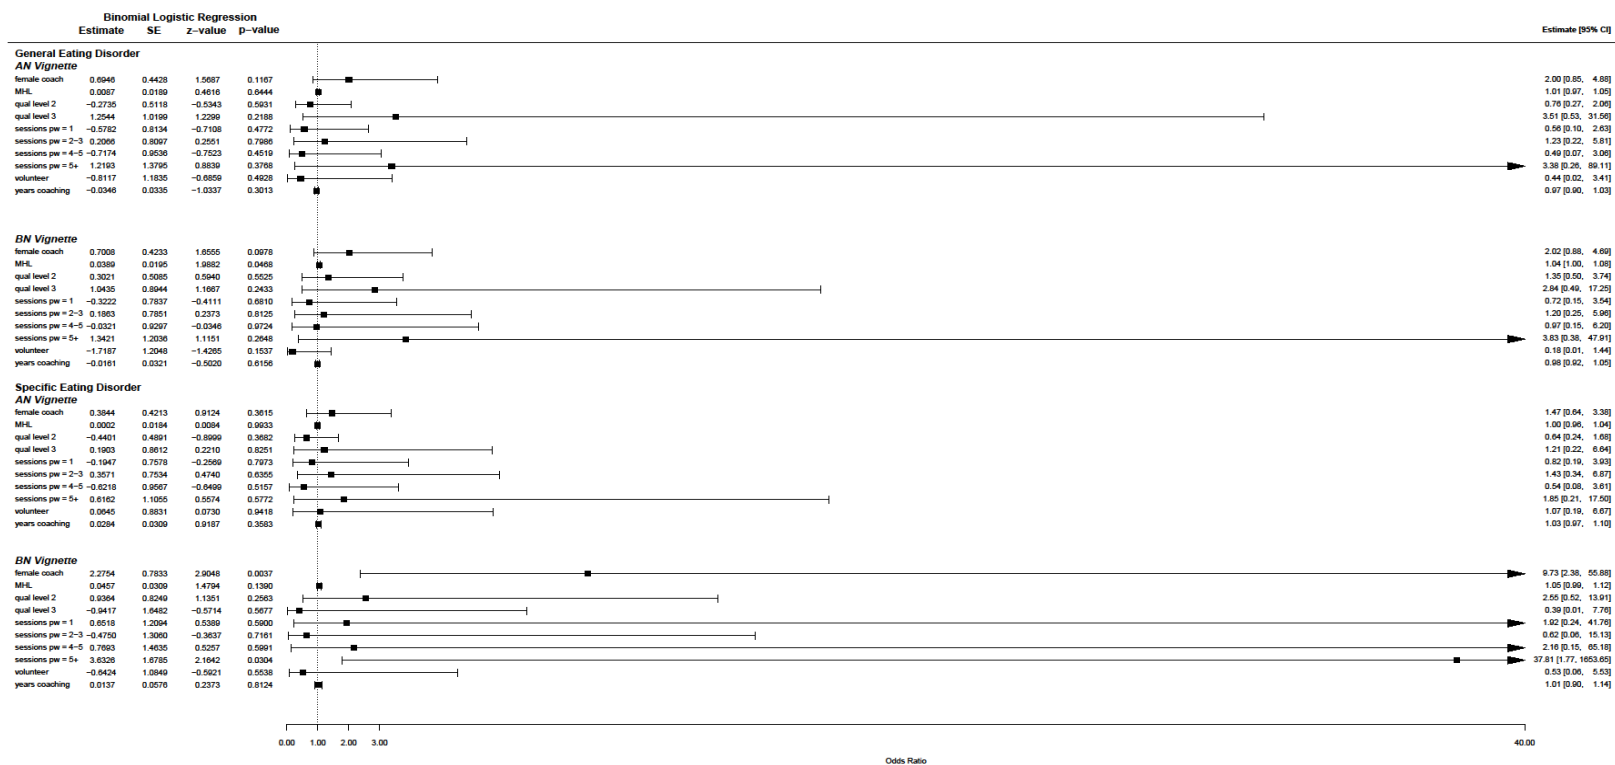 Binomial Logistic Regression
Estimate SE z−value p−value Estimate [95% CI]
General Eating Disorder
AN Vignette
female coach 0.6946 0.4428 1.5687 0.1167 2.00 [0.85, 4.88]
MHL 0.0087 0.0189 0.4616 0.6444 1.01 [0.97, 1.05]
qual level 2 −0.2735 0.5118 −0.5343 0.5931 0.76 [0.27, 2.06]
qual level 3 1.2544 1.0199 1.2299 0.2188 3.51 [0.53, 31.56]
sessions pw = 1 −0.5782 0.8134 −0.7108 0.4772 0.56 [0.10, 2.63]
sessions pw = 2−3 0.2066 0.8097 0.2551 0.7986 1.23 [0.22, 5.81]
sessions pw = 4−5 −0.7174 0.9536 −0.7523 0.4519 0.49 [0.07, 3.06]
sessions pw = 5+ 1.2193 1.3795 0.8839 0.3768 3.38 [0.26, 89.11]
volunteer −0.8117 1.1835 −0.6859 0.4928 0.44 [0.02, 3.41]
years coaching −0.0346 0.0335 −1.0337 0.3013 0.97 [0.90, 1.03]
BN Vignette
female coach 0.7008 0.4233 1.6555 0.0978 2.02 [0.88, 4.69]
MHL 0.0389 0.0195 1.9882 0.0468 1.04 [1.00, 1.08]
qual level 2 0.3021 0.5085 0.5940 0.5525 1.35 [0.50, 3.74]
qual level 3 1.0435 0.8944 1.1667 0.2433 2.84 [0.49, 17.25]
sessions pw = 1 −0.3222 0.7837 −0.4111 0.6810 0.72 [0.15, 3.54]
sessions pw = 2−3 0.1863 0.7851 0.2373 0.8125 1.20 [0.25, 5.96]
sessions pw = 4−5 −0.0321 0.9297 −0.0346 0.9724 0.97 [0.15, 6.20]
sessions pw = 5+ 1.3421 1.2036 1.1151 0.2648 3.83 [0.38, 47.91]
volunteer −1.7187 1.2048 −1.4265 0.1537 0.18 [0.01, 1.44]
years coaching −0.0161 0.0321 −0.5020 0.6156 0.98 [0.92, 1.05]
Specific Eating Disorder
AN Vignette
female coach 0.3844 0.4213 0.9124 0.3615 1.47 [0.64, 3.38]
MHL 0.0002 0.0184 0.0084 0.9933 1.00 [0.96, 1.04]
qual level 2 −0.4401 0.4891 −0.8999 0.3682 0.64 [0.24, 1.68]
qual level 3 0.1903 0.8612 0.2210 0.8251 1.21 [0.22, 6.64]
sessions pw = 1 −0.1947 0.7578 −0.2569 0.7973 0.82 [0.19, 3.93]
sessions pw = 2−3 0.3571 0.7534 0.4740 0.6355 1.43 [0.34, 6.87]
sessions pw = 4−5 −0.6218 0.9567 −0.6499 0.5157 0.54 [0.08, 3.61]
sessions pw = 5+ 0.6162 1.1055 0.5574 0.5772 1.85 [0.21, 17.50]
volunteer 0.0645 0.8831 0.0730 0.9418 1.07 [0.19, 6.67]
years coaching 0.0284 0.0309 0.9187 0.3583 1.03 [0.97, 1.10]
BN Vignette
female coach 2.2754 0.7833 2.9048 0.0037 9.73 [2.38, 55.88]
MHL 0.0457 0.0309 1.4794 0.1390 1.05 [0.99, 1.12]
qual level 2 0.9364 0.8249 1.1351 0.2563 2.55 [0.52, 13.91]
qual level 3 −0.9417 1.6482 −0.5714 0.5677 0.39 [0.01, 7.76]
sessions pw = 1 0.6518 1.2094 0.5389 0.5900 1.92 [0.24, 41.76]
sessions pw = 2−3 −0.4750 1.3060 −0.3637 0.7161 0.62 [0.06, 15.13]
sessions pw = 4−5 0.7693 1.4635 0.5257 0.5991 2.16 [0.15, 65.18]
sessions pw = 5+ 3.6326 1.6785 2.1642 0.0304 37.81 [1.77, 1653.65]
volunteer −0.6424 1.0849 −0.5921 0.5538 0.53 [0.06, 5.53]
years coaching 0.0137 0.0576 0.2373 0.8124 1.01 [0.90, 1.14]
0.00 1.00 2.00 3.00 40.00
Odds Ratio